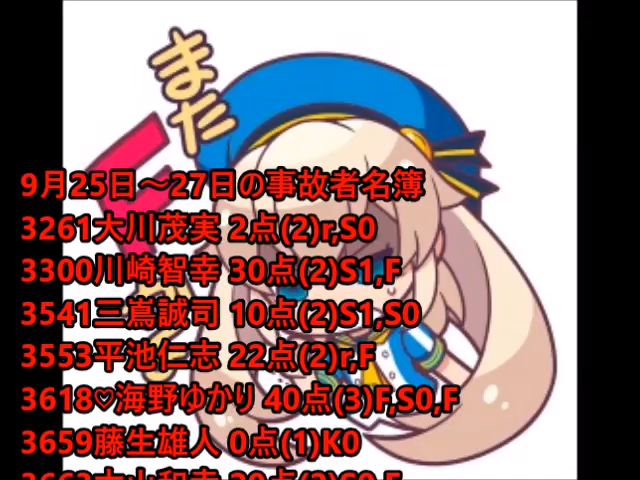 また
9月25日～27日の事故者名簿
3261大川茂実 2点(2)r,S0
3300川崎智幸 30点(2)S1,F
3541三嶌誠司 10点(2)S1,S0
3553平池仁志 22点(2)r,F
3618♡海野ゆかり 40点(3)F,S0,F
3659藤生雄人 0点(1)K0